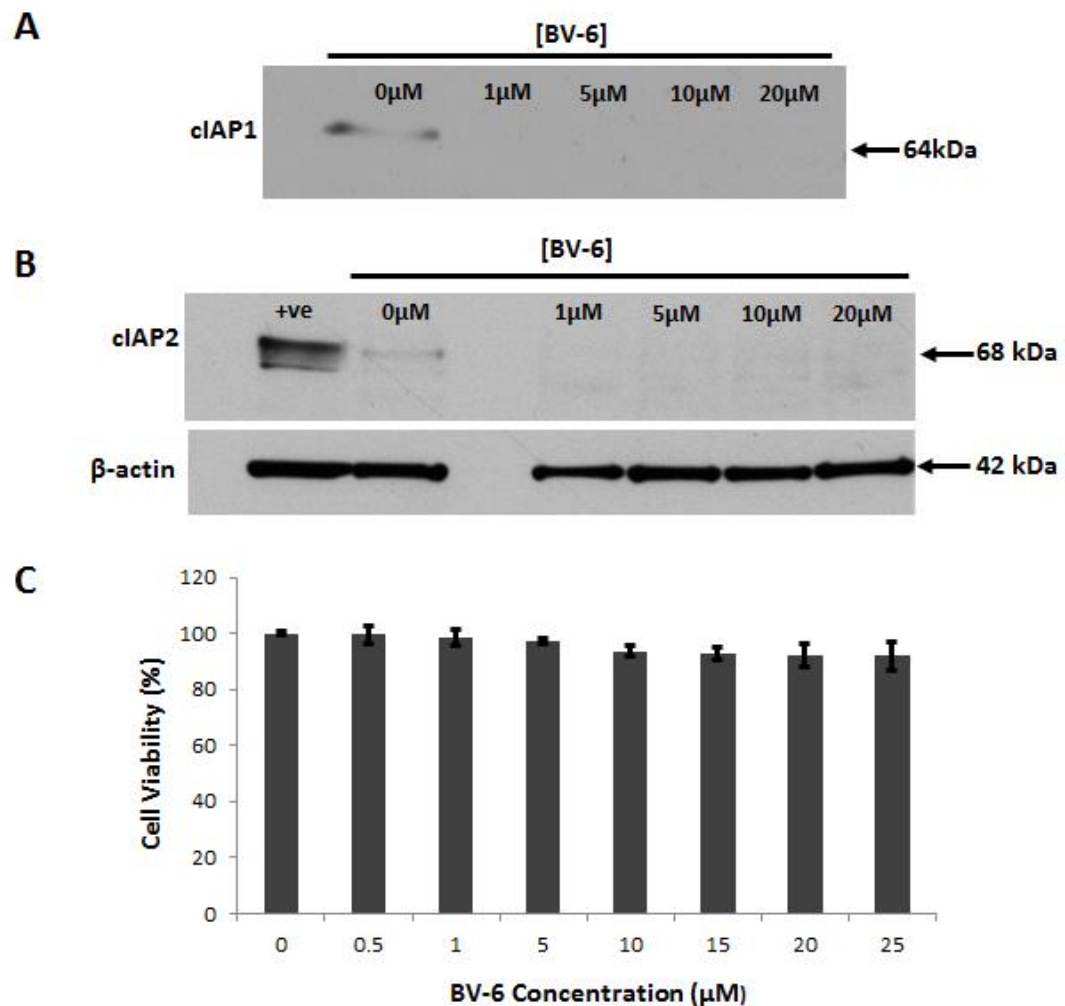 A
[BV-6]
0µM 1µM 5µM 10µM 20µM
cIAP1
64kDa
B
[BV-6]
+ve 0µM 1µM 5µM 10µM 20µM
cIAP2
68 kDa
β-actin
42 kDa
C
120
100
80
60
40
20
0
Cell Viability (%)
0 0.5 1 5 10 15 20 25
BV-6 Concentration (µM)